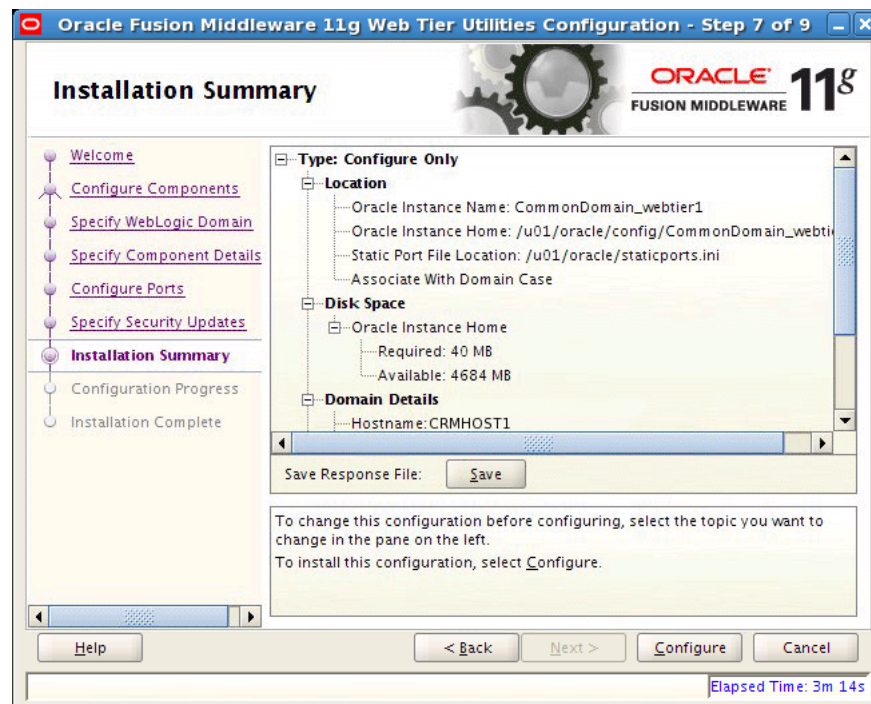 Oracle Fusion Middleware 11g Web Tier Utilities Configuration - Step 7 of 9
Installation Summary
ORACLE
FUSION MIDDLEWARE
11g
Welcome
Configure Components
Specify WebLogic Domain
Specify Component Details
Configure Ports
Specify Security Updates
Installation Summary
Configuration Progress
Installation Complete
Type: Configure Only
Location
Oracle Instance Name: CommonDomain_webtier1
Oracle Instance Home: /u01/oracle/config/CommonDomain_webti
Static Port File Location: /u01/oracle/staticports.ini
Associate With Domain Case
Disk Space
Oracle Instance Home
Required: 40 MB
Available: 4684 MB
Domain Details
Hostname:CRMHOST1
Save Response File: Save
To change this configuration before configuring, select the topic you want to
change in the pane on the left.
To install this configuration, select Configure.
Help < Back Next > Configure Cancel
Elapsed Time: 3m 14s